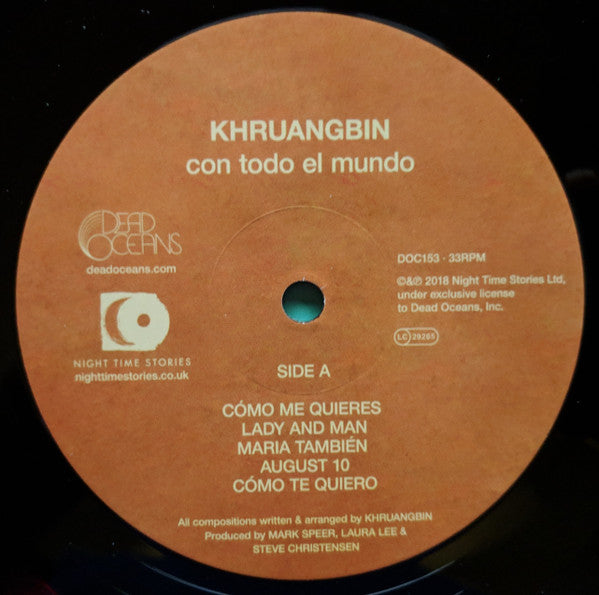 KHRUANGBIN
con todo el mundo
DEAD
OCEANS
deadoceans.com
DOC153 · 33RPM
©&℗ 2018 Night Time Stories Ltd,
under exclusive license
to Dead Oceans, Inc.
LC 29265
NIGHT TIME STORIES
nighttimestories.co.uk
SIDE A
CÓMO ME QUIERES
LADY AND MAN
MARIA TAMBIÉN
AUGUST 10
CÓMO TE QUIERO
All compositions written & arranged by KHRUANGBIN
Produced by MARK SPEER, LAURA LEE &
STEVE CHRISTENSEN